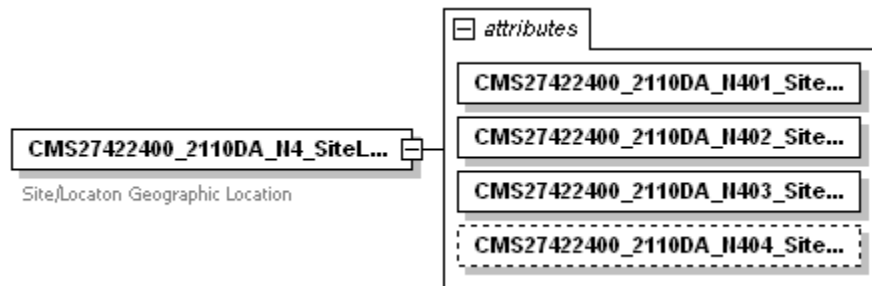 attributes
CMS27422400_2110DA_N401_Site...
CMS27422400_2110DA_N402_Site...
CMS27422400_2110DA_N4_SiteL...
CMS27422400_2110DA_N403_Site...
Site/Locaton Geographic Location
CMS27422400_2110DA_N404_Site...